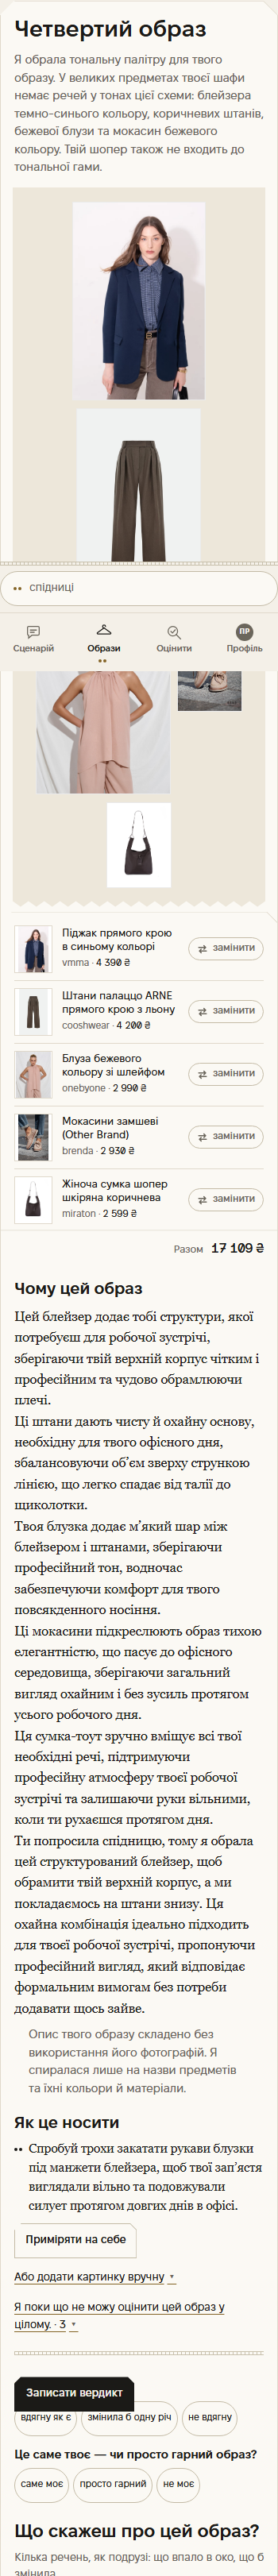 Четвертий образ
Я обрала тональну палітру для твого
образу. У великих предметах твоєї шафи
немає речей у тонах цієї схеми: блейзера
темно-синього кольору, коричневих штанів,
бежевої блузи та мокасин бежевого
кольору. Твій шопер також не входить до
тональної гами.
спідниці
Сценарій
Образи
Оцінити
ПР
Профіль
Піджак прямого крою
в синьому кольорі
vmma · 4 390 ₴
замінити
Штани палаццо ARNE
прямого крою з льону
cooshwear · 4 200 ₴
замінити
Блуза бежевого
кольору зі шлейфом
onebyone · 2 990 ₴
замінити
Мокасини замшеві
(Other Brand)
brenda · 2 930 ₴
замінити
Жіноча сумка шопер
шкіряна коричнева
miraton · 2 599 ₴
замінити
Разом 17 109 ₴
Чому цей образ
Цей блейзер додає тобі структури, якої
потребуєш для робочої зустрічі,
зберігаючи твій верхній корпус чітким і
професійним та чудово обрамлюючи
плечі.
Ці штани дають чисту й охайну основу,
необхідну для твого офісного дня,
збалансовуючи об’єм зверху стрункою
лінією, що легко спадає від талії до
щиколотки.
Твоя блузка додає м’який шар між
блейзером і штанами, зберігаючи
професійний тон, водночас
забезпечуючи комфорт для твого
повсякденного носіння.
Ці мокасини підкреслюють образ тихою
елегантністю, що пасує до офісного
середовища, зберігаючи загальний
вигляд охайним і без зусиль протягом
усього робочого дня.
Ця сумка-тоут зручно вміщує всі твої
необхідні речі, підтримуючи
професійну атмосферу твоєї робочої
зустрічі та залишаючи руки вільними,
коли ти рухаєшся протягом дня.
Ти попросила спідницю, тому я обрала
цей структурований блейзер, щоб
обрамити твій верхній корпус, а ми
покладаємось на штани знизу. Ця
охайна комбінація ідеально підходить
для твоєї робочої зустрічі, пропонуючи
професійний вигляд, який відповідає
формальним вимогам без потреби
додавати щось зайве.
Опис твого образу складено без
використання його фотографій. Я
спиралася лише на назви предметів
та їхні кольори й матеріали.
Як це носити
Спробуй трохи закатати рукави блузки
під манжети блейзера, щоб твої зап’ястя
виглядали вільно та подовжували
силует протягом довгих днів в офісі.
Приміряти на себе
Або додати картинку вручну
Я поки що не можу оцінити цей образ у
цілому. · 3
Записати вердикт
вдягну як є
змінила б одну річ
не вдягну
Це саме твоє — чи просто гарний образ?
саме моє
просто гарний
не моє
Що скажеш про цей образ?
Кілька речень, як подрузі: що впало в око, що б
змінила